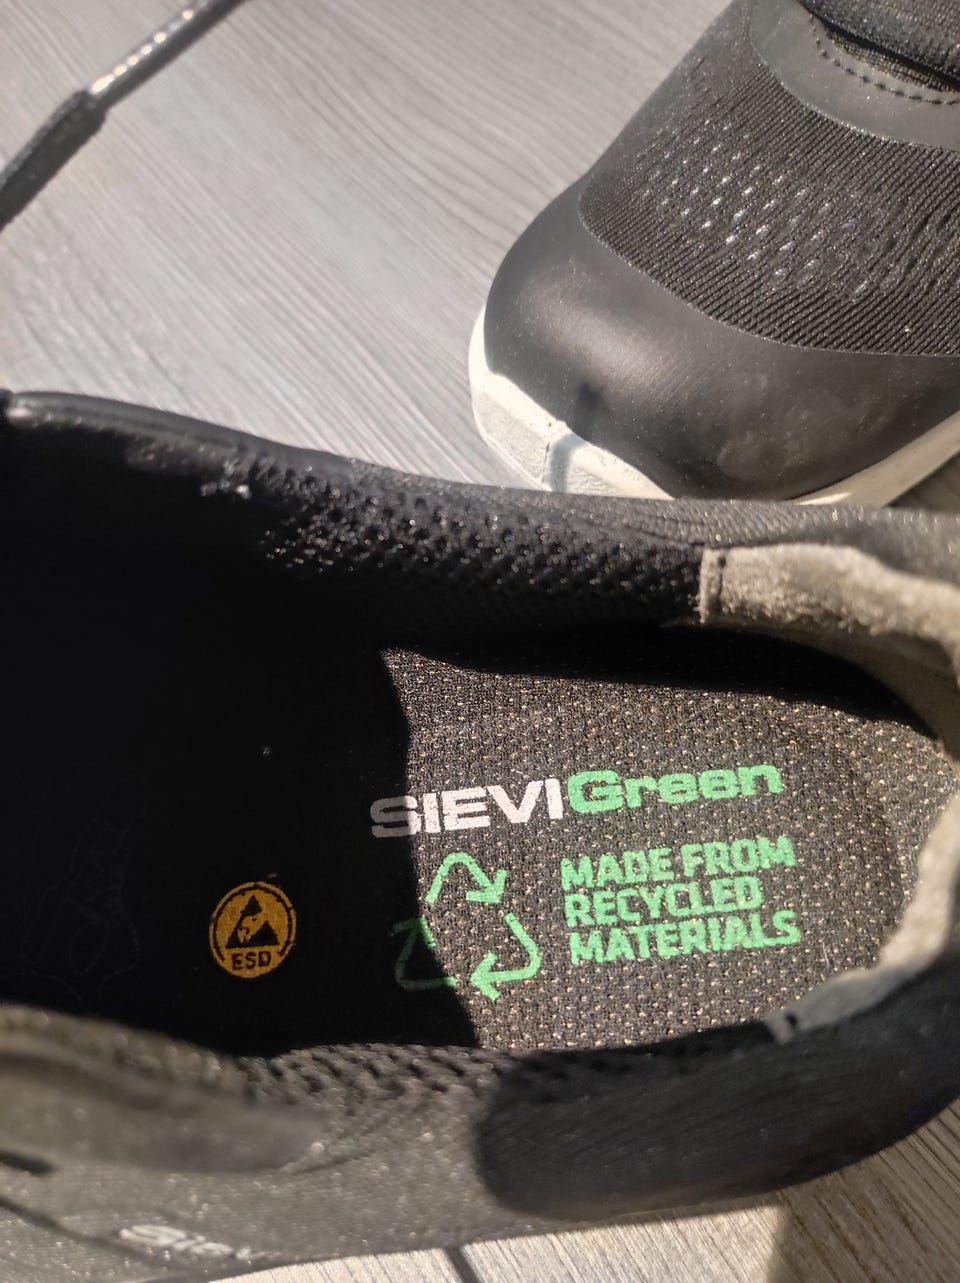 SIEVIGreen
MADE FROM
RECYCLED
MATERIALS
ESD